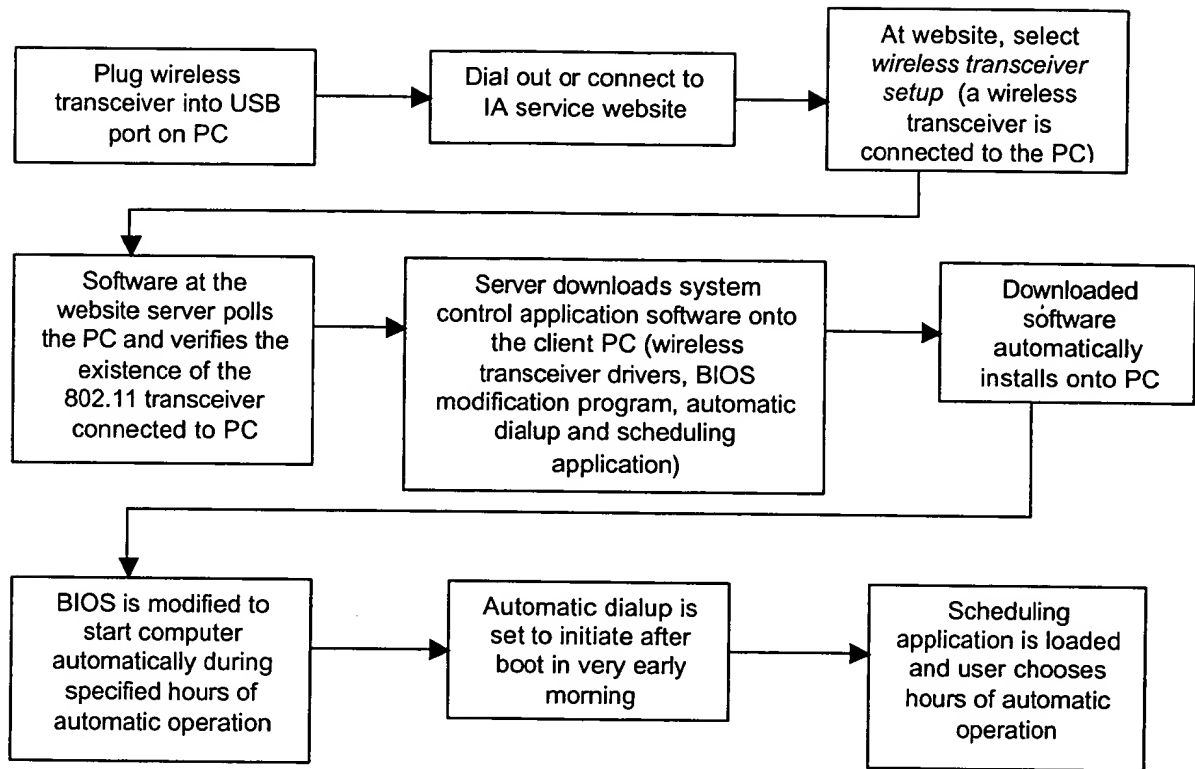 Plug wireless
transceiver into USB
port on PC
Dial out or connect to
IA service website
At website, select
wireless transceiver
setup (a wireless
transceiver is
connected to the PC)
Software at the
website server polls
the PC and verifies the
existence of the
802.11 transceiver
connected to PC
Server downloads system
control application software onto
the client PC (wireless
transceiver drivers, BIOS
modification program, automatic
dialup and scheduling
application)
Downloaded
software
automatically
installs onto PC
BIOS is modified to
start computer
automatically during
specified hours of
automatic operation
Automatic dialup is
set to initiate after
boot in very early
morning
Scheduling
application is loaded
and user chooses
hours of automatic
operation